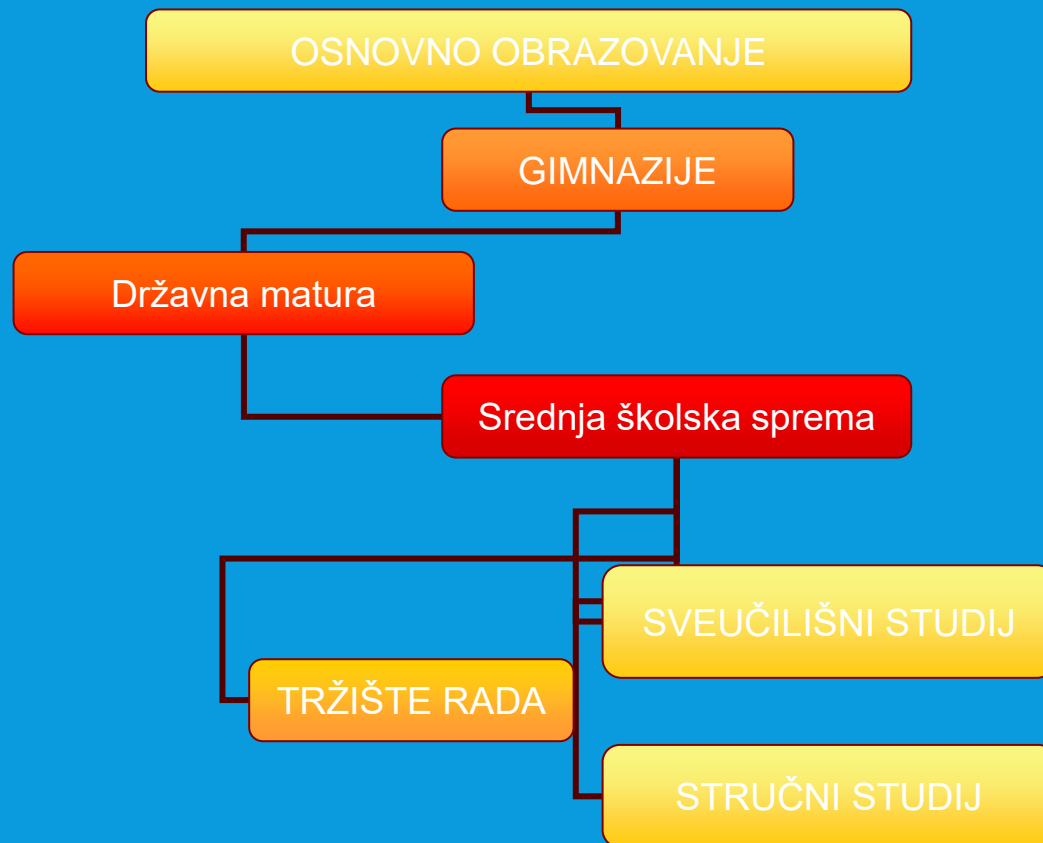 OSNOVNO OBRAZOVANJE
GIMNAZIJE
Državna matura
Srednja školska sprema
SVEUČILIŠNI STUDIJ
TRŽIŠTE RADA
STRUČNI STUDIJ